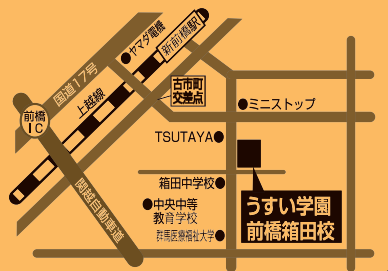 ヤマダ電機
新前橋駅
国道17号
上越線
古市町
交差点
ミニストップ
前橋
IC
TSUTAYA
箱田中学校
うすい学園
前橋箱田校
中央中等
教育学校
関越自動車道
群馬医療福祉大学